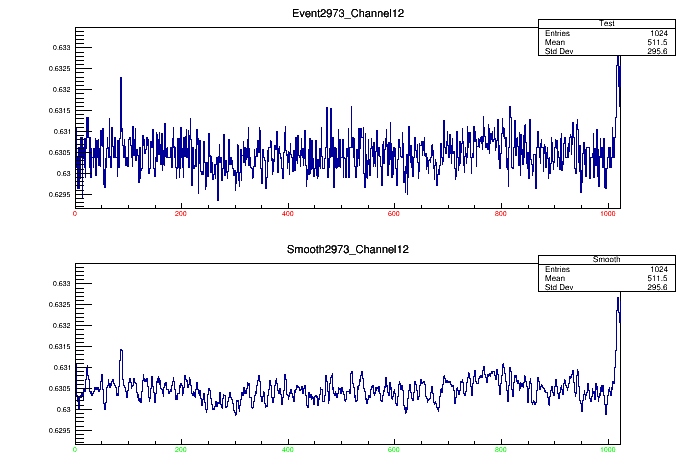 Event2973_Channel12
Test
Entries 1024
Mean 511.5
Std Dev 295.6
0.633
0.6325
0.632
0.6315
0.631
0.6305
0.63
0.6295
0 200 400 600 800 1000
Smooth2973_Channel12
Smooth
Entries 1024
Mean 511.5
Std Dev 295.6
0.633
0.6325
0.632
0.6315
0.631
0.6305
0.63
0.6295
0 200 400 600 800 1000